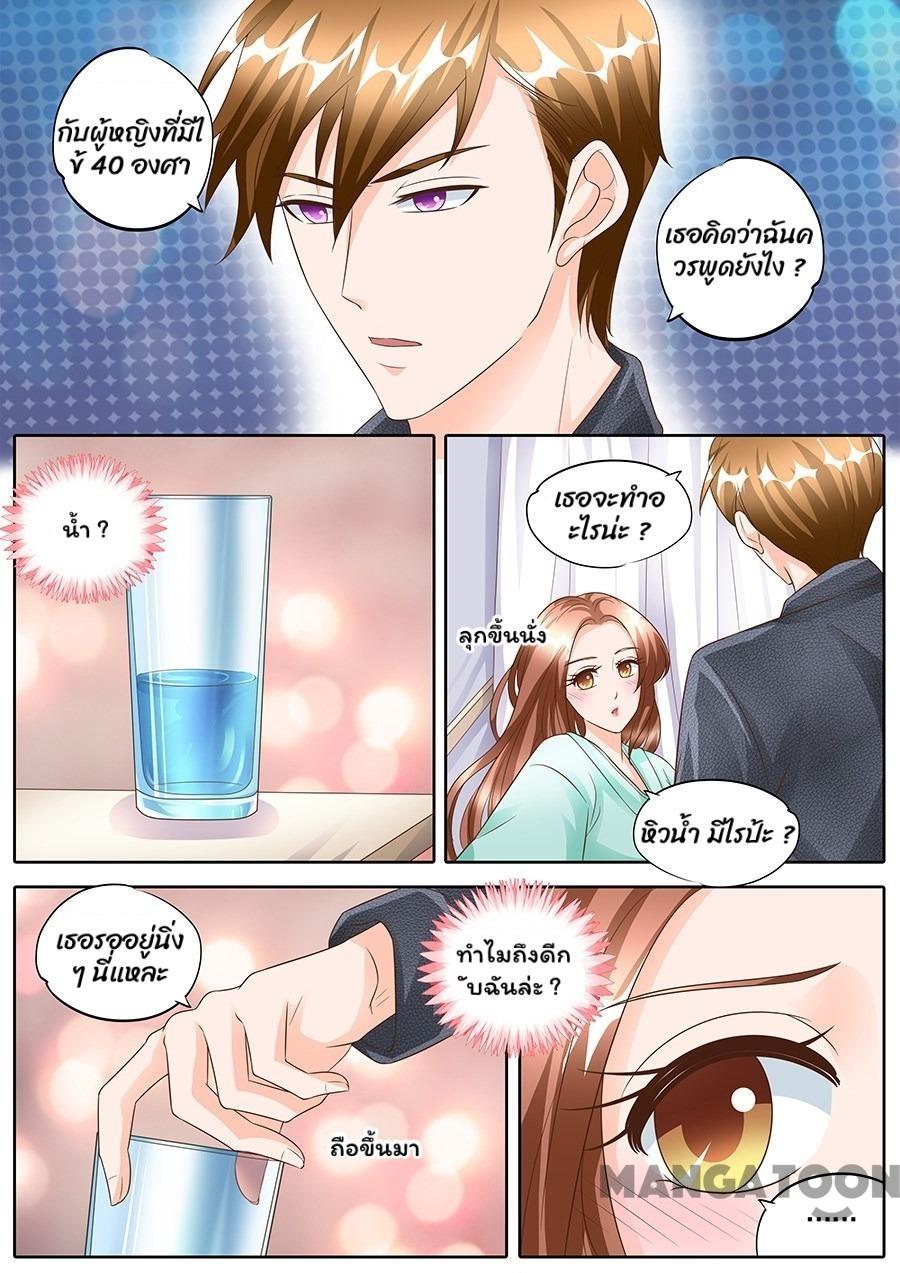 กับผู้หญิงที่มีไ
ข้ 40 องศา
เธอคิดว่าฉันค
วรพูดยังไง ?
น้ำ ?
เธอจะทำอ
ะไรน่ะ ?
ลุกขึ้นนั่ง
หิวน้ำ มีไรป้ะ ?
เธอรออยู่นิ่ง
ๆ นี่แหละ
ทำไมถึงดีก
ับฉันล่ะ ?
ถือขึ้นมา
MANGATOON
......